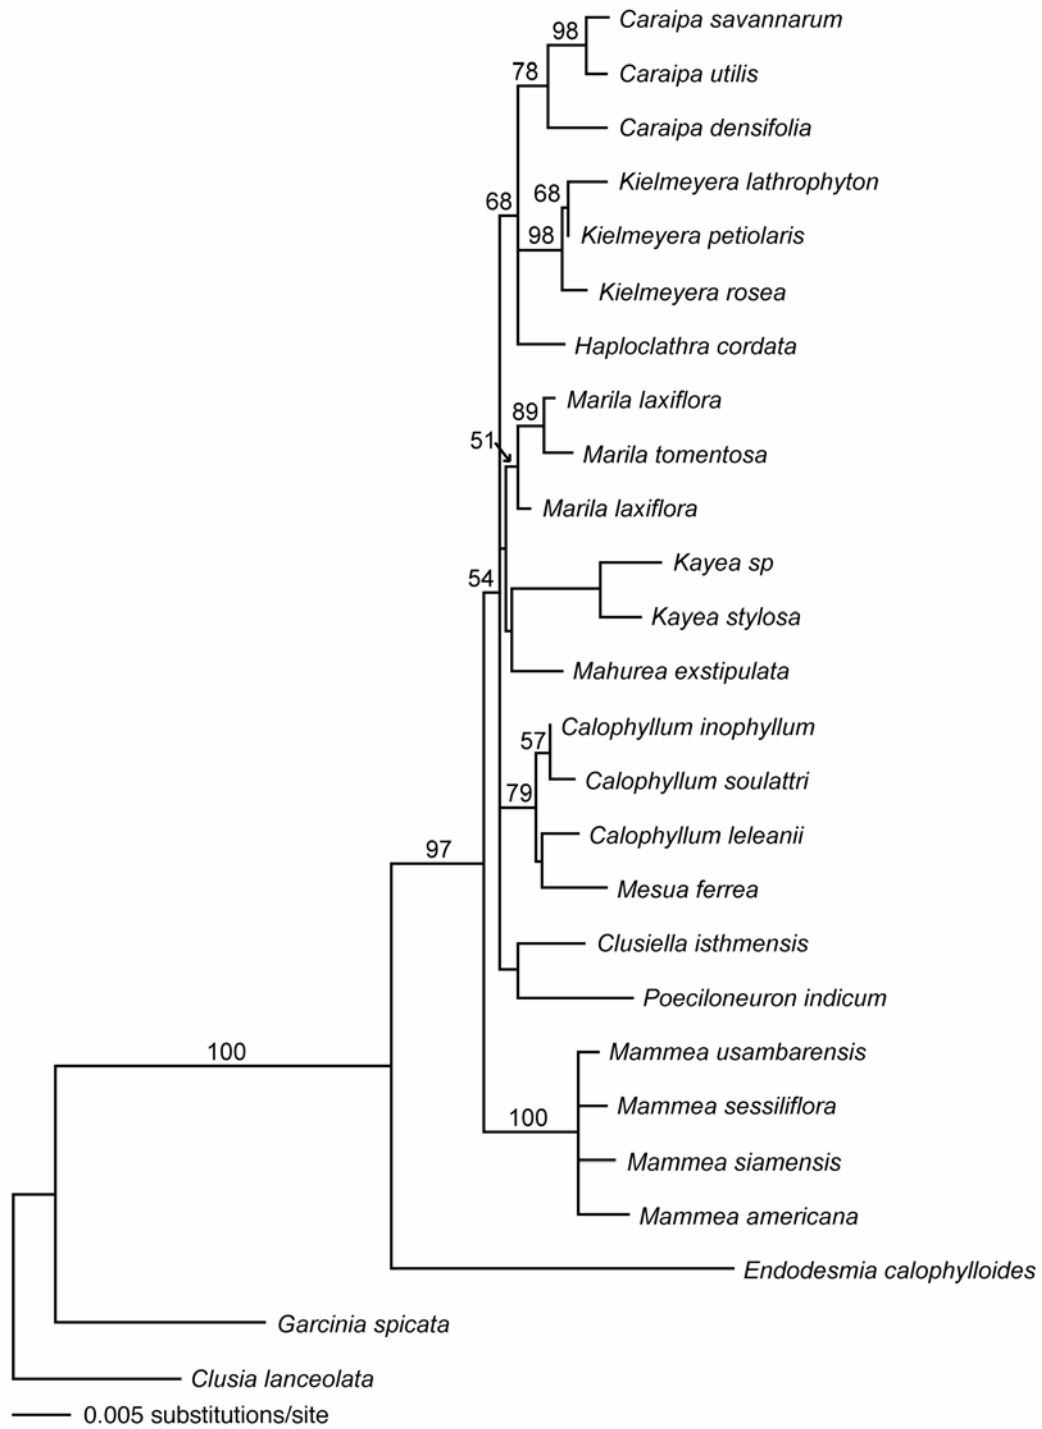 Caraipa savannarum
98
Caraipa utilis
78
Caraipa densifolia
Kielmeyera lathrophyton
68
68
Kielmeyera petiolaris
98
Kielmeyera rosea
Haploclathra cordata
Marila laxiflora
89
51
Marila tomentosa
Marila laxiflora
Kayea sp
54
Kayea stylosa
Mahurea exstipulata
Calophyllum inophyllum
57
Calophyllum soulattri
79
Calophyllum leleanii
97
Mesua ferrea
Clusiella isthmensis
Poeciloneuron indicum
100
Mammea usambarensis
Mammea sessiliflora
100
Mammea siamensis
Mammea americana
Endodesmia calophylloides
Garcinia spicata
Clusia lanceolata
0.005 substitutions/site